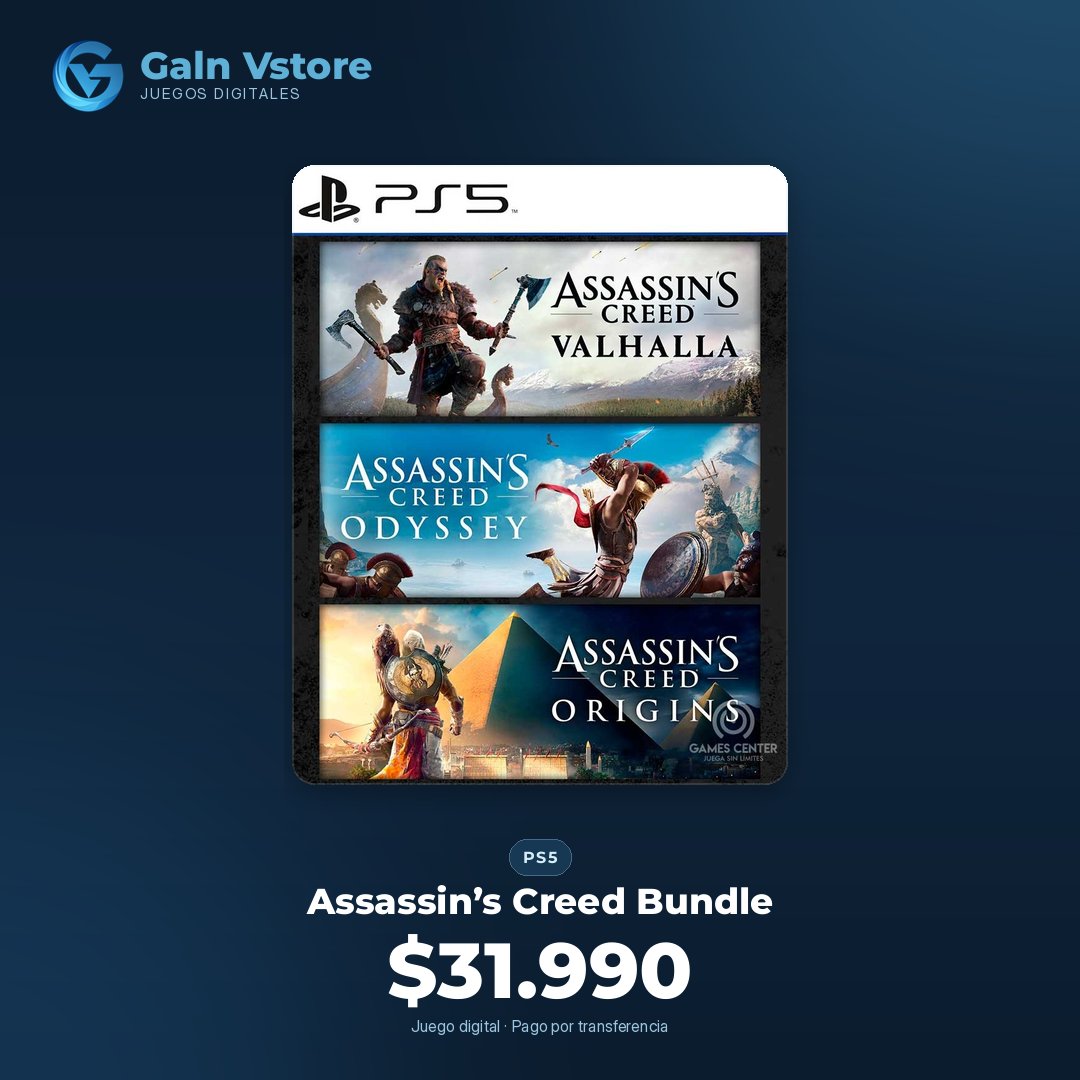 GaIn Vstore
JUEGOS DIGITALES
PS5
ASSASSIN'S
CREED
VALHALLA
ASSASSIN'S
CREED
ODYSSEY
ASSASSIN'S
CREED
ORIGINS
GAMES CENTER
JUEGA SIN LIMITES
PS5
Assassin’s Creed Bundle
$31.990
Juego digital · Pago por transferencia